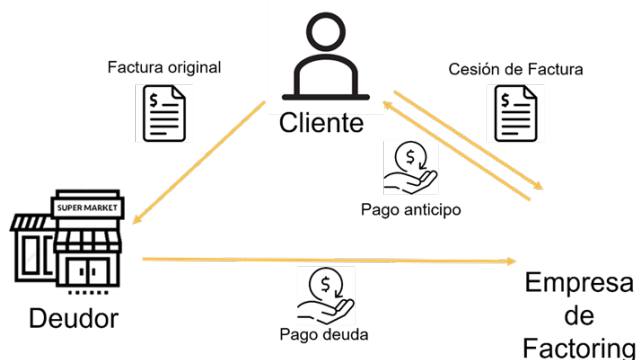 Factura original
Cesión de Factura
$
$
Cliente
$
Pago anticipo
SUPER MARKET
$
Deudor
Pago deuda
Empresa
de
Factoring